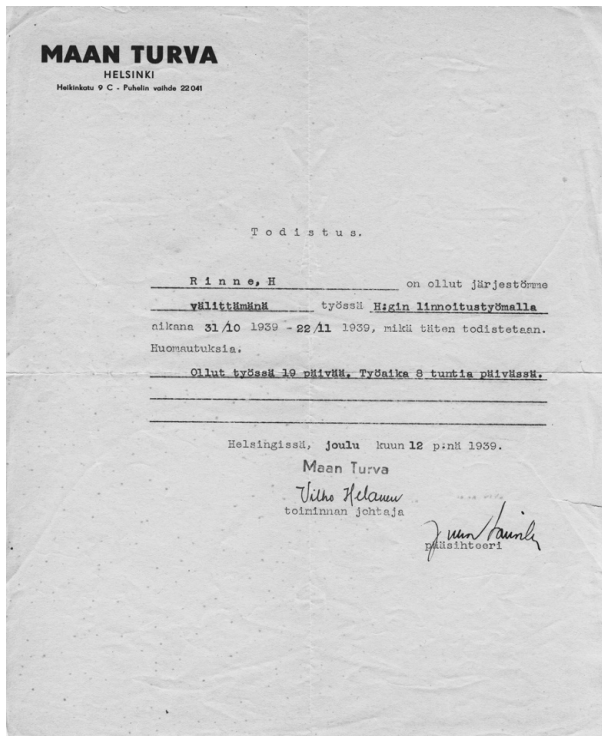 MAAN TURVA
HELSINKI
Heikinkatu 9 C - Puhelin vaihde 22041
Todistus.
Rinne, H on ollut järjestömme
välittämänä työssä H:gin linnoitustyömalla
aikana 31/10 1939 - 22/11 1939, mikä täten todistetaan.
Huomautuksia.
Ollut työssä 19 päivää. Työaika 8 tuntia päivässä.
Helsingissä, joulu kuun 12 p:nä 1939.
Maan Turva
Vilho Helanen
toiminnan johtaja
pääsihteeri